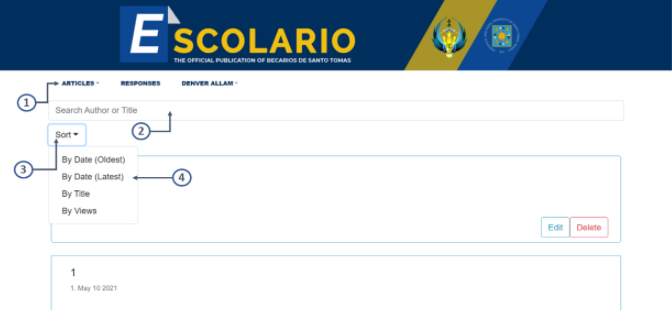 ESCOLARIO
THE OFFICIAL PUBLICATION OF BECARIOS DE SANTO TOMAS
1 ARTICLES RESPONSES DENVER ALLAM
Search Author or Title
2
Sort
3
By Date (Oldest)
By Date (Latest) 4
By Title
By Views
Edit Delete
1
1. May 10 2021